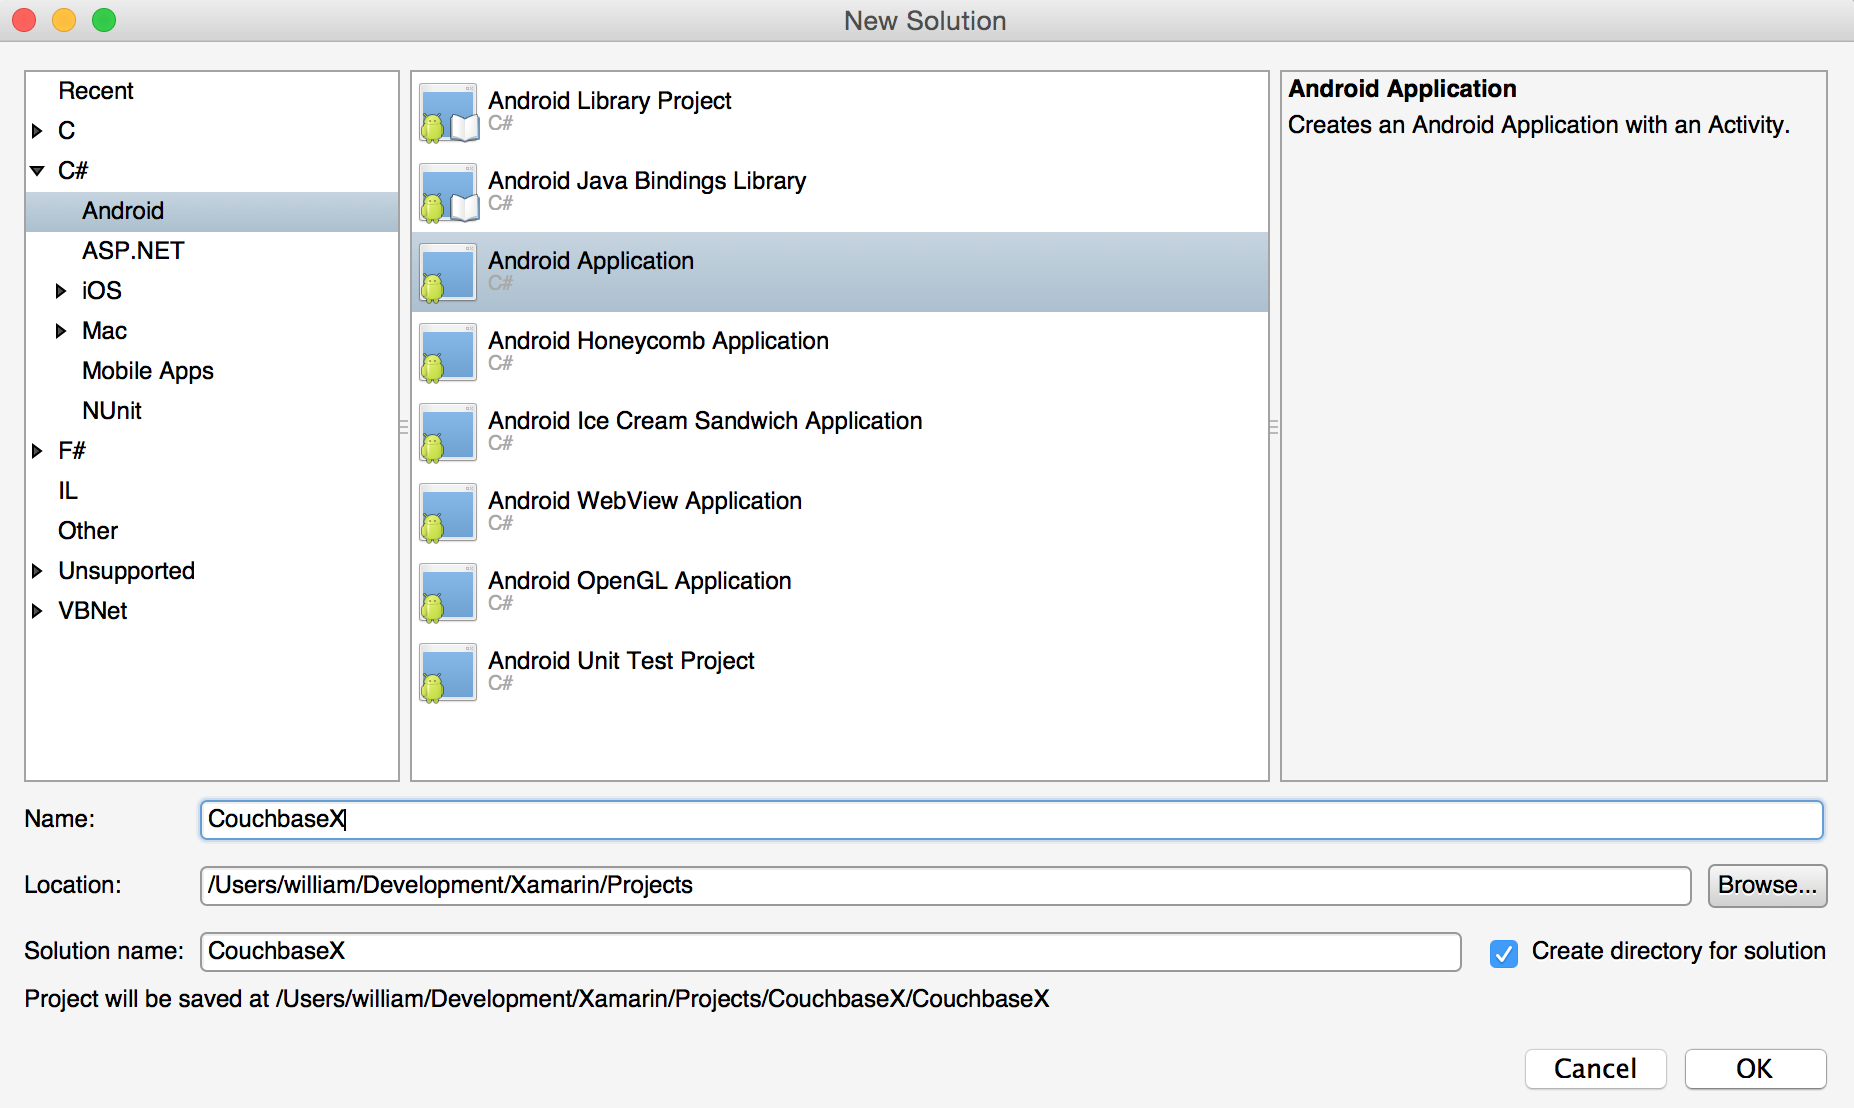 New Solution
Recent
C
C#
Android
ASP.NET
iOS
Mac
Mobile Apps
NUnit
F#
IL
Other
Unsupported
VBNet
Android Library Project
C#
Android Java Bindings Library
C#
Android Application
C#
Android Honeycomb Application
C#
Android Ice Cream Sandwich Application
C#
Android WebView Application
C#
Android OpenGL Application
C#
Android Unit Test Project
C#
Android Application
Creates an Android Application with an Activity.
Name: CouchbaseX
Location: /Users/william/Development/Xamarin/Projects Browse...
Solution name: CouchbaseX Create directory for solution
Project will be saved at /Users/william/Development/Xamarin/Projects/CouchbaseX/CouchbaseX
Cancel OK